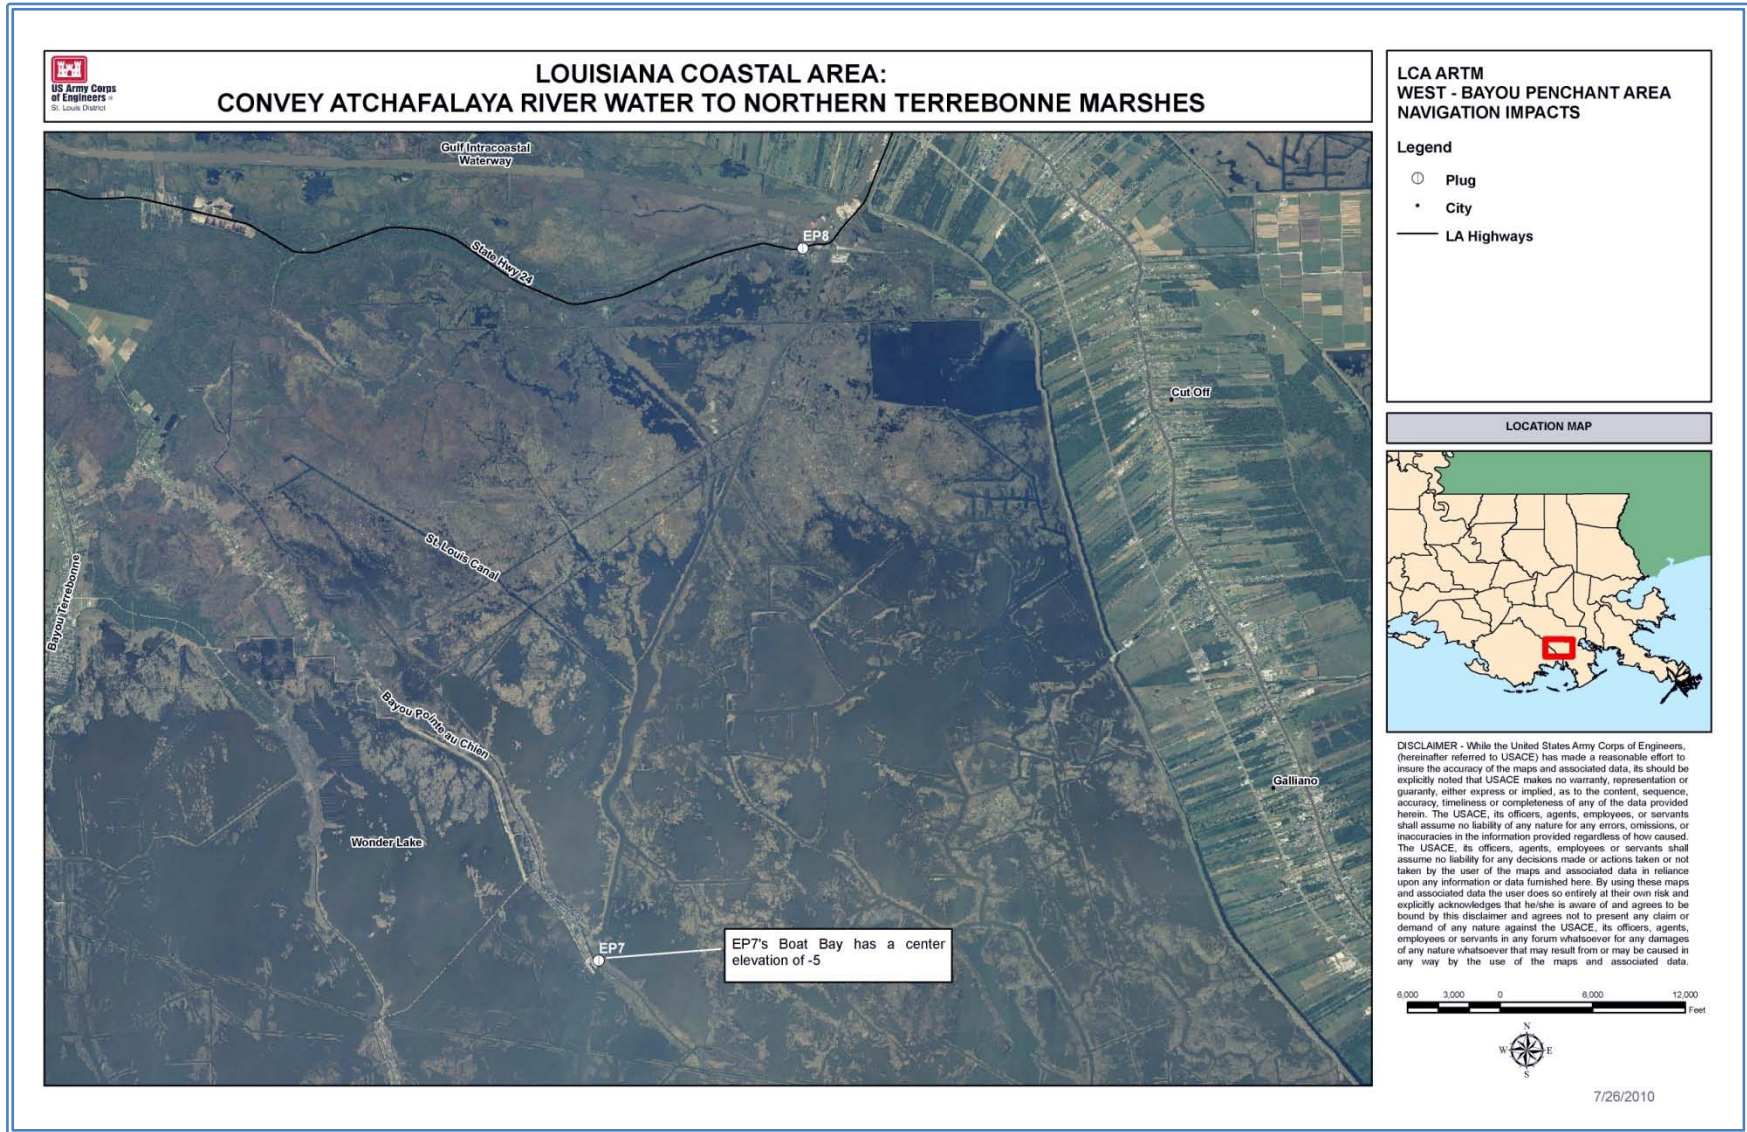 US Army Corps
of Engineers ®
St. Louis District
LOUISIANA COASTAL AREA:
CONVEY ATCHAFALAYA RIVER WATER TO NORTHERN TERREBONNE MARSHES
Gulf Intracoastal
Waterway
State Hwy 24
EP8
Cut Off
St. Louis Canal
Bayou Terrebonne
Bayou Pointe au Chien
Galliano
Wonder Lake
EP7
EP7's Boat Bay has a center
elevation of -5
LCA ARTM
WEST - BAYOU PENCHANT AREA
NAVIGATION IMPACTS
Legend
Plug
City
LA Highways
LOCATION MAP
DISCLAIMER - While the United States Army Corps of Engineers,
(hereinafter referred to USACE) has made a reasonable effort to
insure the accuracy of the maps and associated data, its should be
explicitly noted that USACE makes no warranty, representation or
guaranty, either express or implied, as to the content, sequence,
accuracy, timeliness or completeness of any of the data provided
herein. The USACE, its officers, agents, employees, or servants
shall assume no liability of any nature for any errors, omissions, or
inaccuracies in the information provided regardless of how caused.
The USACE, its officers, agents, employees or servants shall
assume no liability for any decisions made or actions taken or not
taken by the user of the maps and associated data in reliance
upon any information or data furnished here. By using these maps
and associated data the user does so entirely at their own risk and
explicitly acknowledges that he/she is aware of and agrees to be
bound by this disclaimer and agrees not to present any claim or
demand of any nature against the USACE, its officers, agents,
employees or servants in any forum whatsoever for any damages
of any nature whatsoever that may result from or may be caused in
any way by the use of the maps and associated data.
6,000 3,000 0 6,000 12,000
Feet
N
W E
S
7/26/2010